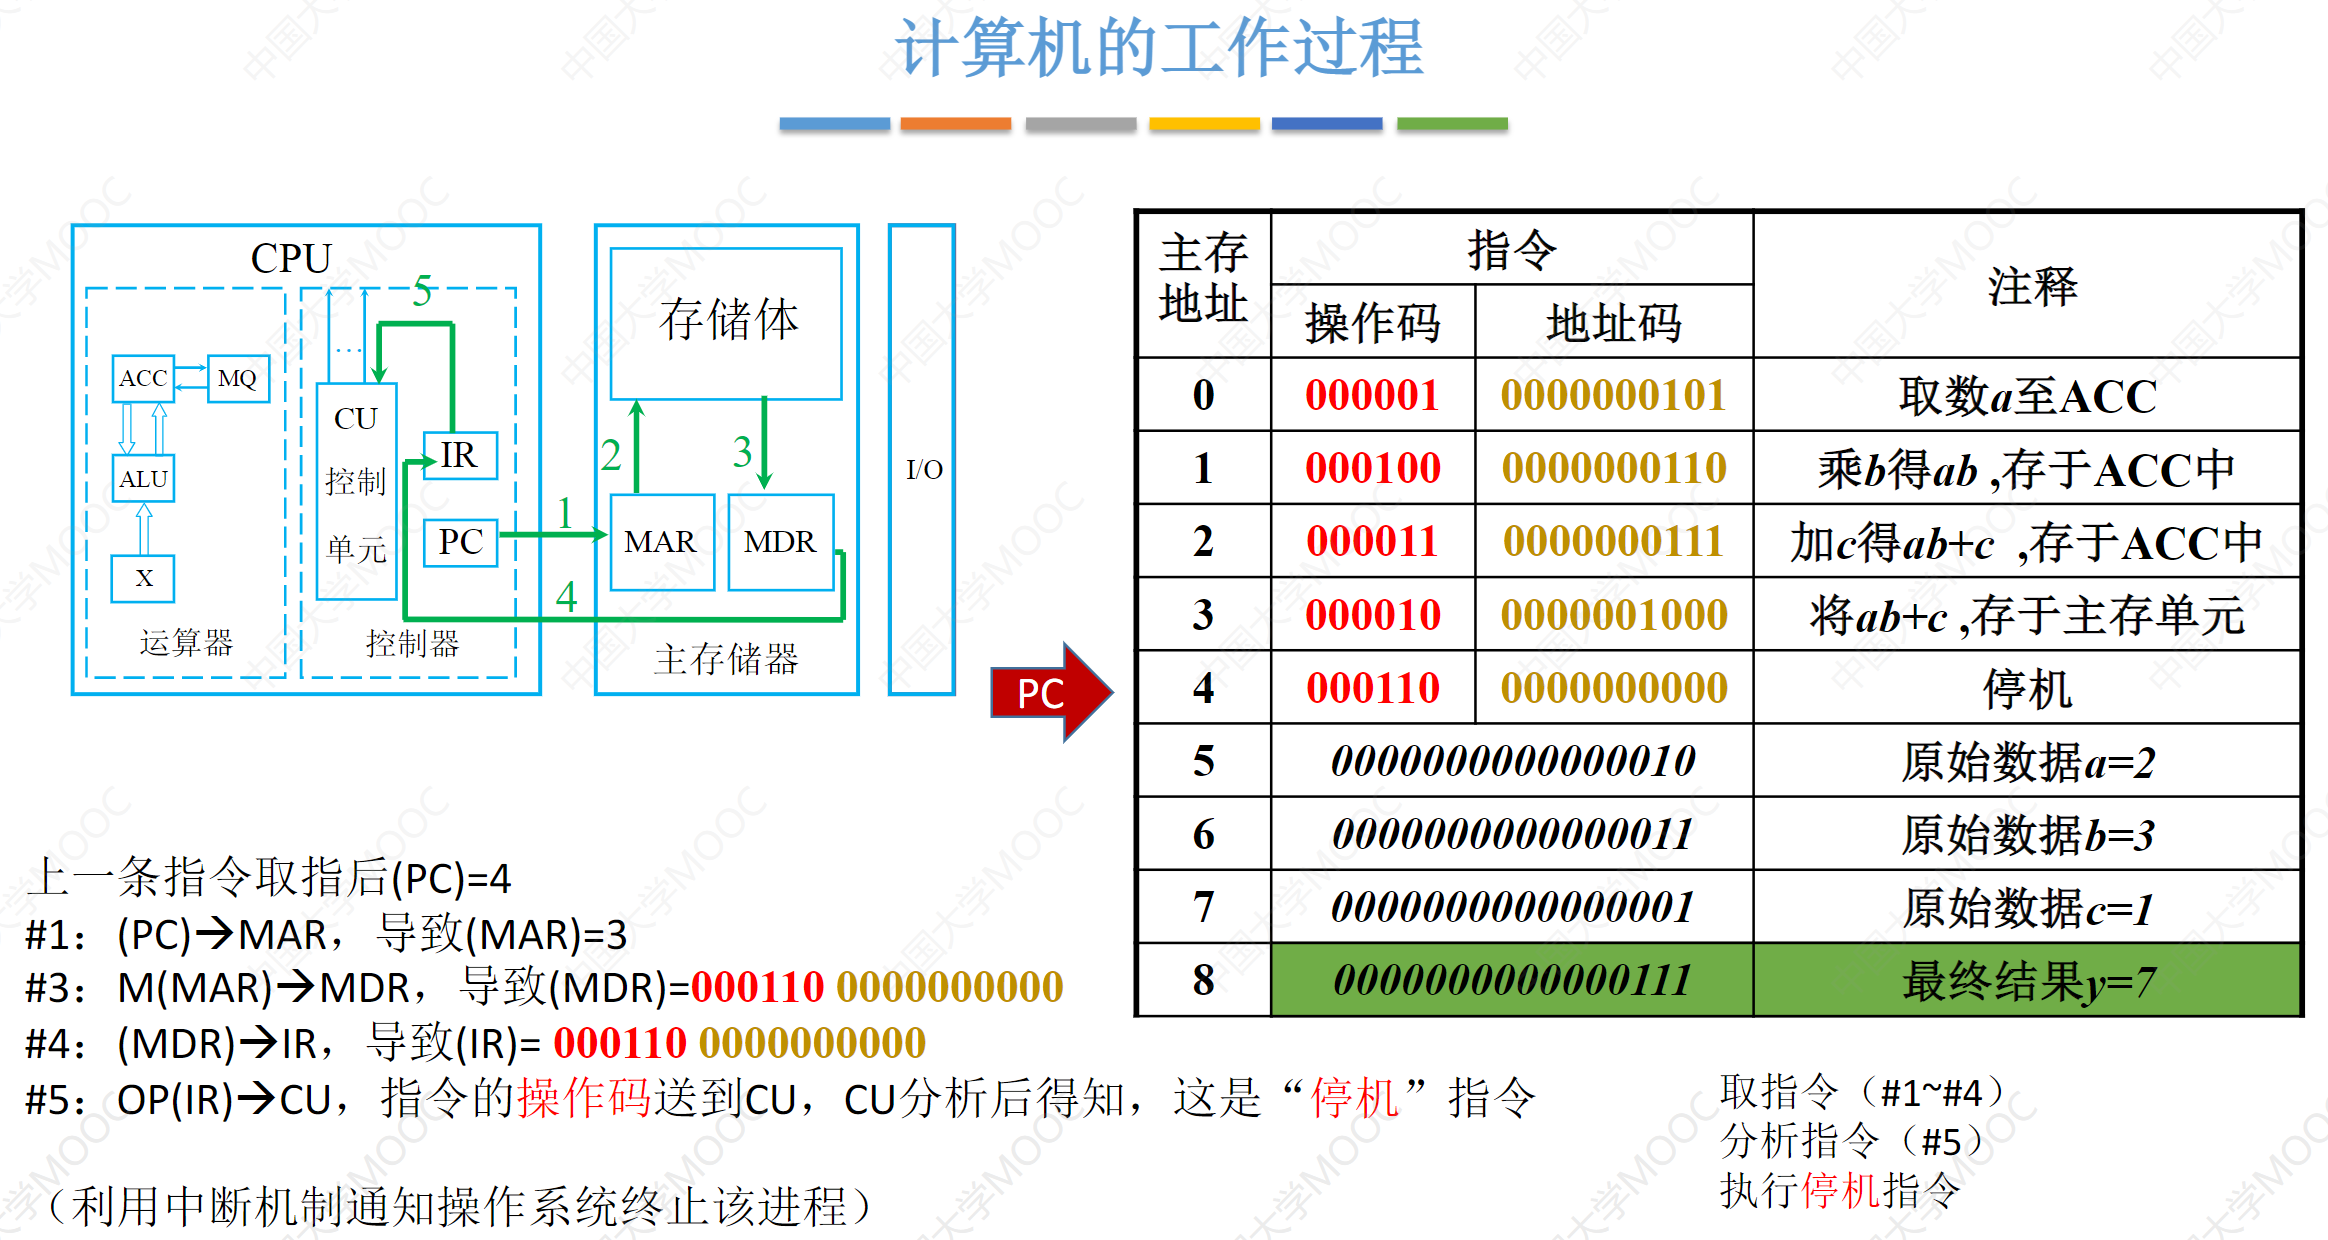 计算机的工作过程
CPU
5
…
ACC
MQ
CU
控制
单元
IR
ALU
PC
X
运算器
控制器
1
4
存储体
2
3
MAR
MDR
主存储器
I/O
PC
主存地址 指令 注释
操作码 地址码
0 000001 0000000101 取数a至ACC
1 000100 0000000110 乘b得ab ,存于ACC中
2 000011 0000000111 加c得ab+c ,存于ACC中
3 000010 0000001000 将ab+c ,存于主存单元
4 000110 0000000000 停机
5 0000000000000010 原始数据a=2
6 0000000000000011 原始数据b=3
7 0000000000000001 原始数据c=1
8 0000000000000111 最终结果y=7
上一条指令取指后(PC)=4
#1：(PC)→MAR，导致(MAR)=3
#3：M(MAR)→MDR，导致(MDR)=000110 0000000000
#4：(MDR)→IR，导致(IR)= 000110 0000000000
#5：OP(IR)→CU，指令的操作码送到CU，CU分析后得知，这是“停机”指令
（利用中断机制通知操作系统终止该进程）
取指令（#1~#4）
分析指令（#5）
执行停机指令
中国大学MOOC